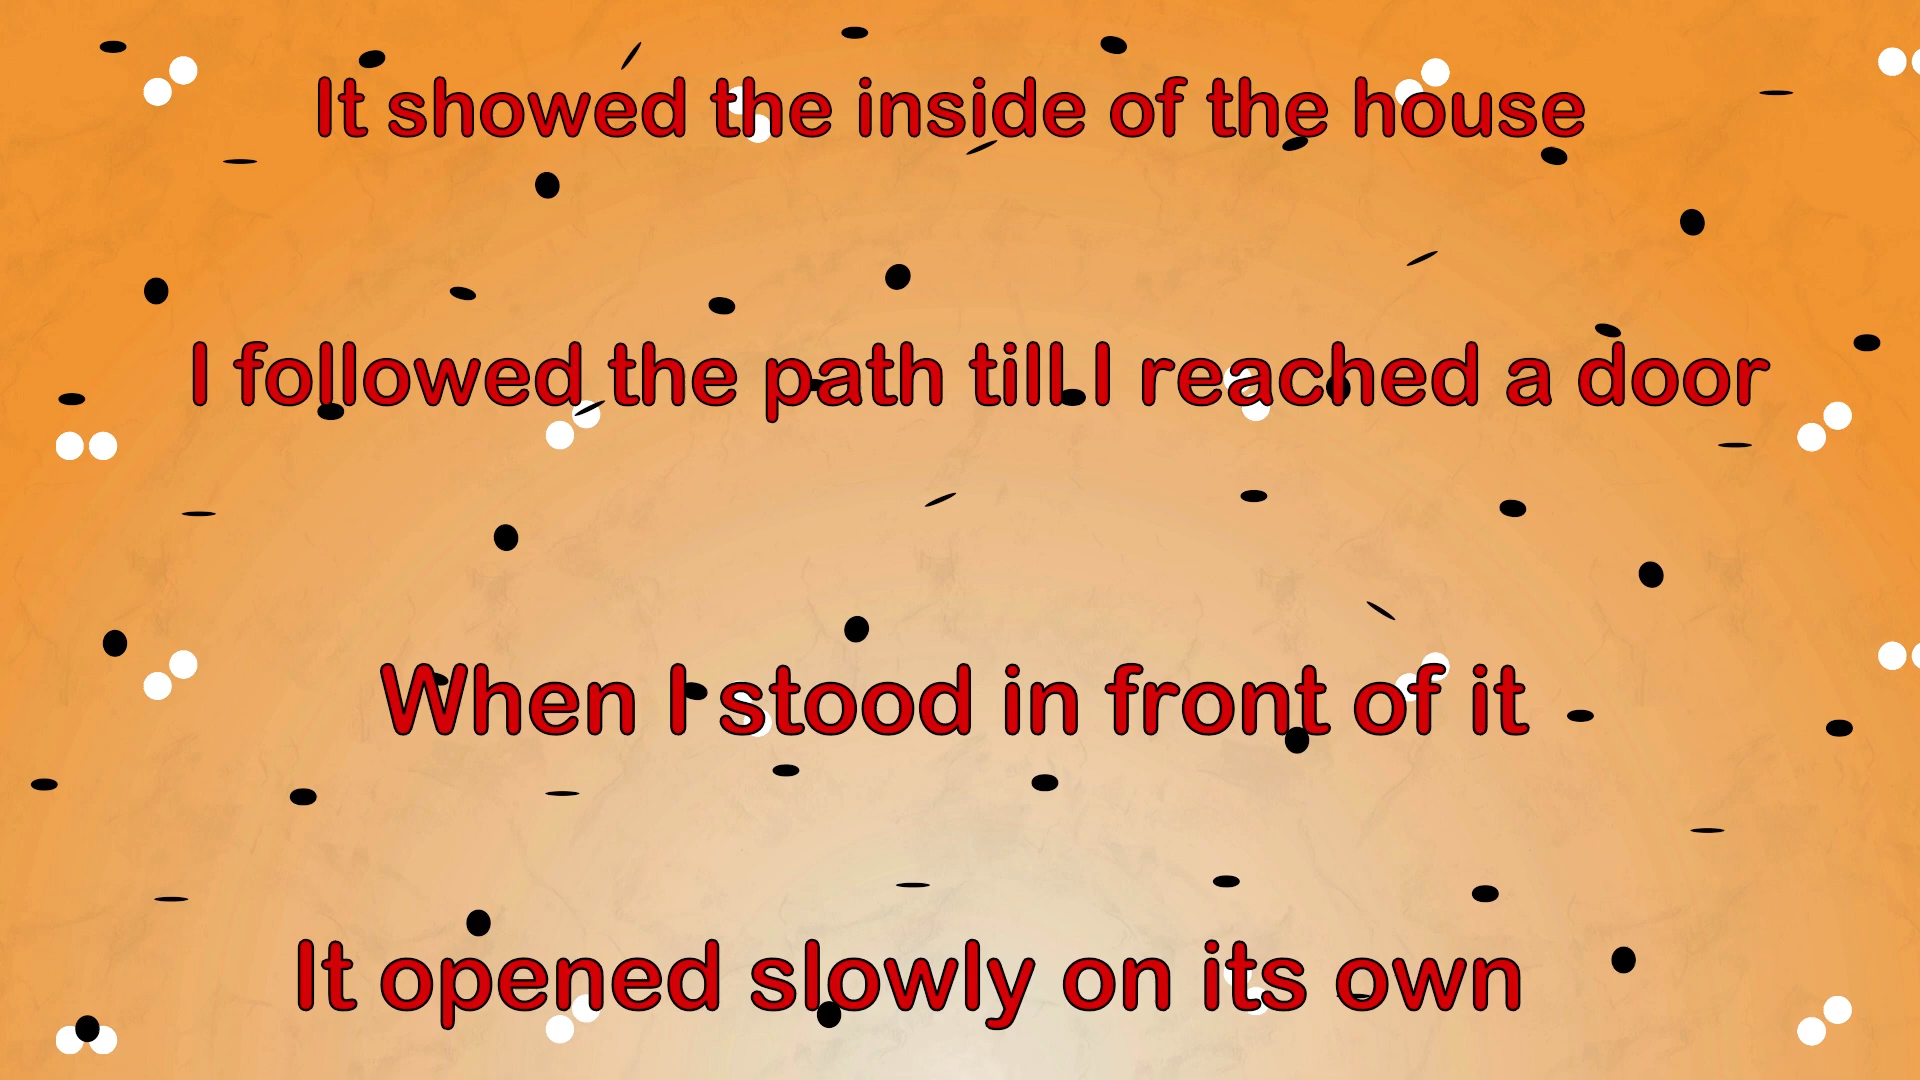 It showed the inside of the house
I followed the path till I reached a door
When I stood in front of it
It opened slowly on its own